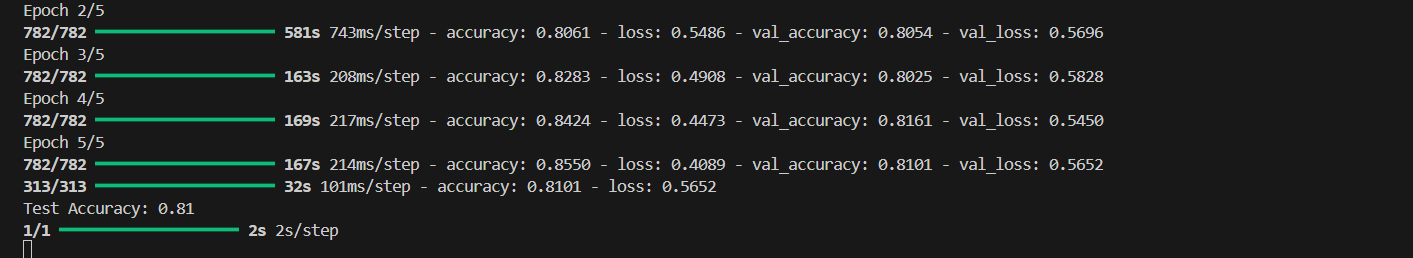 Epoch 2/5
782/782 ━━━━━━━━━━━━━━━━━━━━ 581s 743ms/step - accuracy: 0.8061 - loss: 0.5486 - val_accuracy: 0.8054 - val_loss: 0.5696
Epoch 3/5
782/782 ━━━━━━━━━━━━━━━━━━━━ 163s 208ms/step - accuracy: 0.8283 - loss: 0.4908 - val_accuracy: 0.8025 - val_loss: 0.5828
Epoch 4/5
782/782 ━━━━━━━━━━━━━━━━━━━━ 169s 217ms/step - accuracy: 0.8424 - loss: 0.4473 - val_accuracy: 0.8161 - val_loss: 0.5450
Epoch 5/5
782/782 ━━━━━━━━━━━━━━━━━━━━ 167s 214ms/step - accuracy: 0.8550 - loss: 0.4089 - val_accuracy: 0.8101 - val_loss: 0.5652
313/313 ━━━━━━━━━━━━━━━━━━━━ 32s 101ms/step - accuracy: 0.8101 - loss: 0.5652
Test Accuracy: 0.81
1/1 ━━━━━━━━━━━━━━━━━━━━ 2s 2s/step